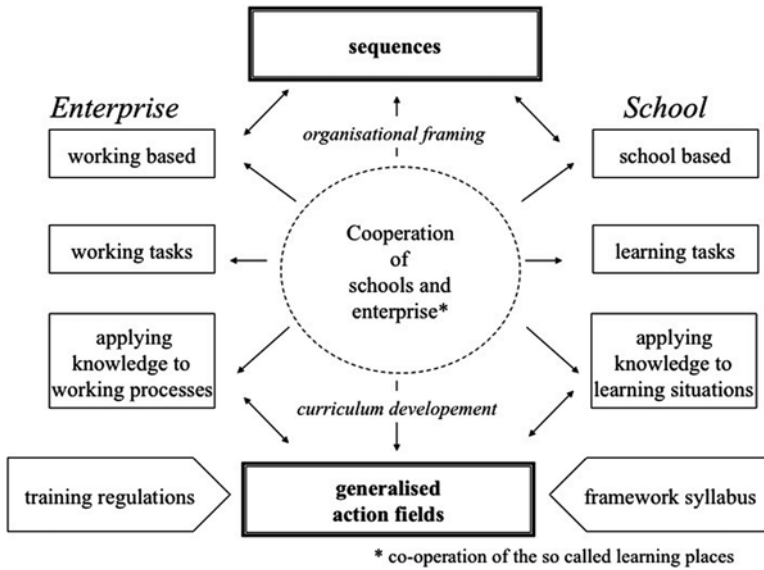 sequences
Enterprise
School
organisational framing
working based
school based
Cooperation
of
schools and
enterprise*
working tasks
learning tasks
applying
knowledge to
working processes
applying
knowledge to
learning situations
curriculum developement
training regulations
generalised
action fields
framework syllabus
* co-operation of the so called learning places